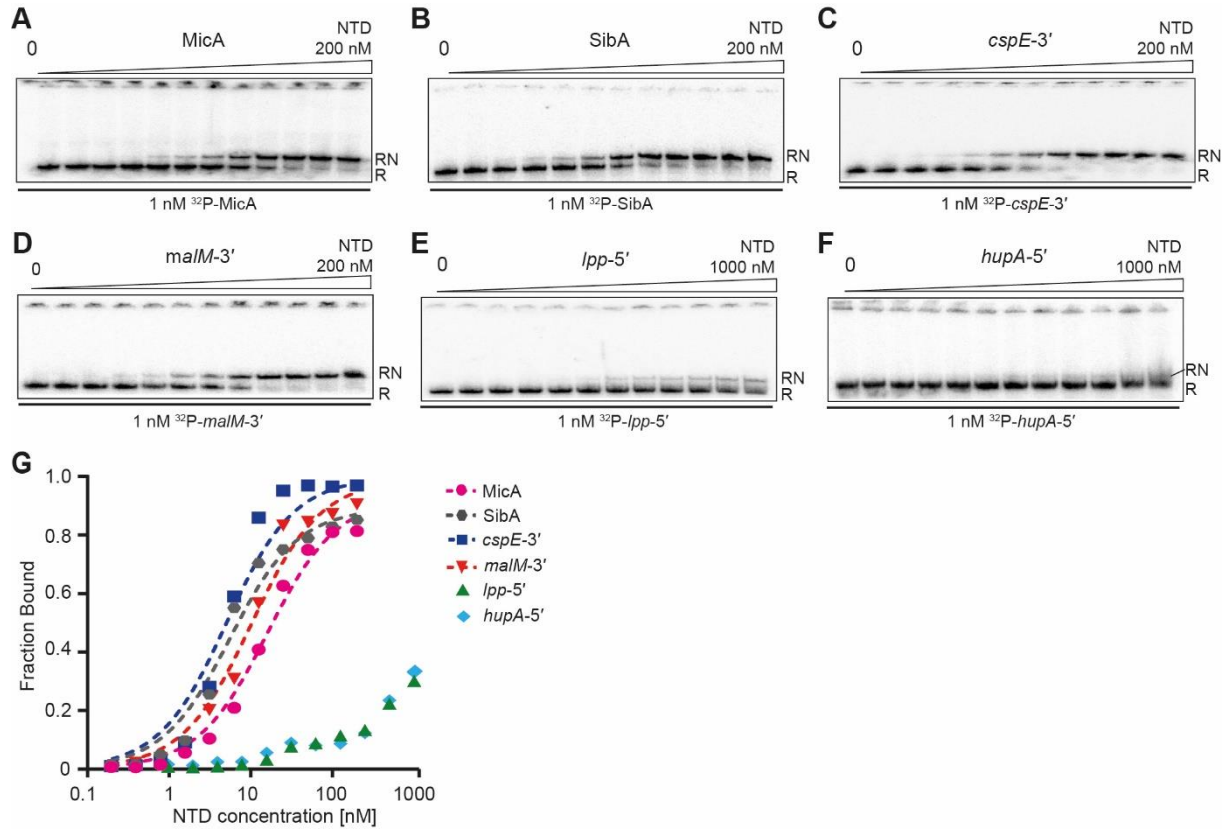 A
0
MicA
NTD
200 nM
RN
R
1 nM ³²P-MicA
B
0
SibA
NTD
200 nM
RN
R
1 nM ³²P-SibA
C
0
cspE-3′
NTD
200 nM
RN
R
1 nM ³²P-cspE-3′
D
0
malM-3′
NTD
200 nM
RN
R
1 nM ³²P-malM-3′
E
0
lpp-5′
NTD
1000 nM
RN
R
1 nM ³²P-lpp-5′
F
0
hupA-5′
NTD
1000 nM
RN
R
1 nM ³²P-hupA-5′
G
Fraction Bound
1.0
0.8
0.6
0.4
0.2
0
0.1 1 10 100 1000
NTD concentration [nM]
MicA
SibA
cspE-3′
malM-3′
lpp-5′
hupA-5′